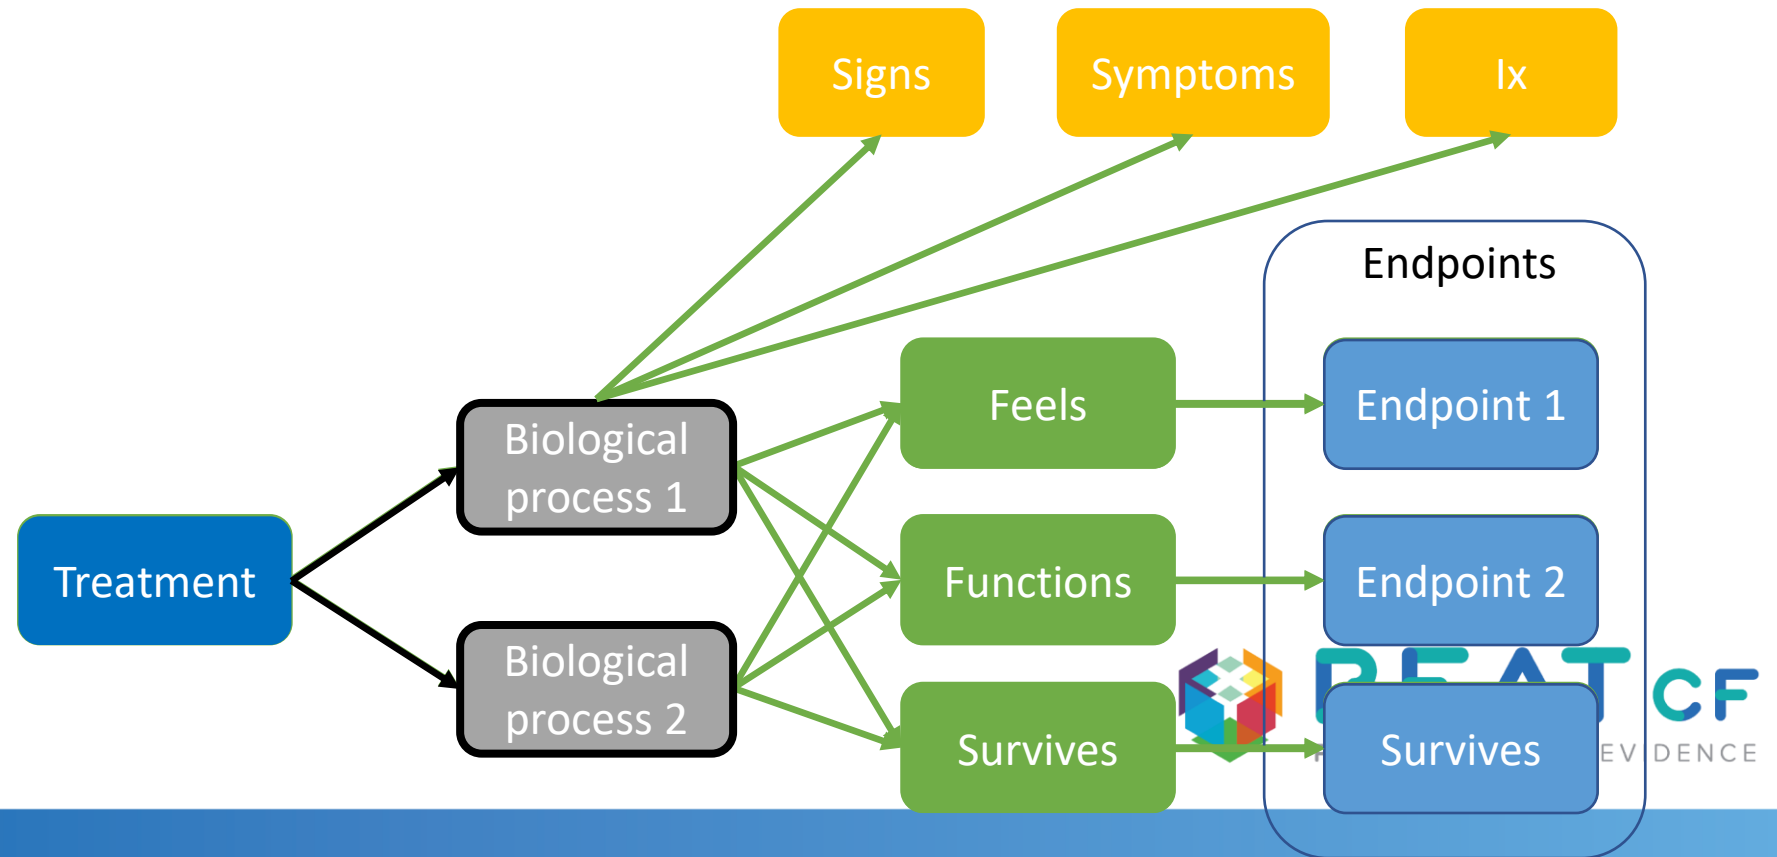 Signs
Symptoms
Ix
Endpoints
Feels
Endpoint 1
Biological
process 1
Treatment
Functions
Endpoint 2
Biological
process 2
Survives
Survives
CF
EVIDENCE